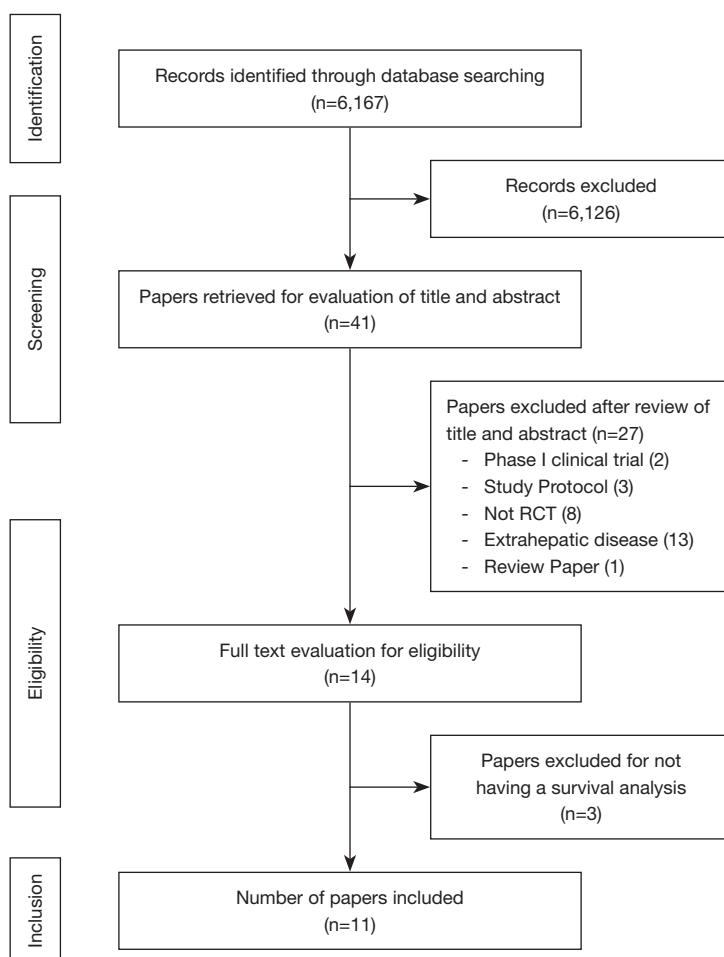 Identification
Records identified through database searching
(n=6,167)
Records excluded
(n=6,126)
Screening
Papers retrieved for evaluation of title and abstract
(n=41)
Papers excluded after review of
title and abstract (n=27)
- Phase I clinical trial (2)
- Study Protocol (3)
- Not RCT (8)
- Extrahepatic disease (13)
- Review Paper (1)
Eligibility
Full text evaluation for eligibility
(n=14)
Papers excluded for not
having a survival analysis
(n=3)
Inclusion
Number of papers included
(n=11)